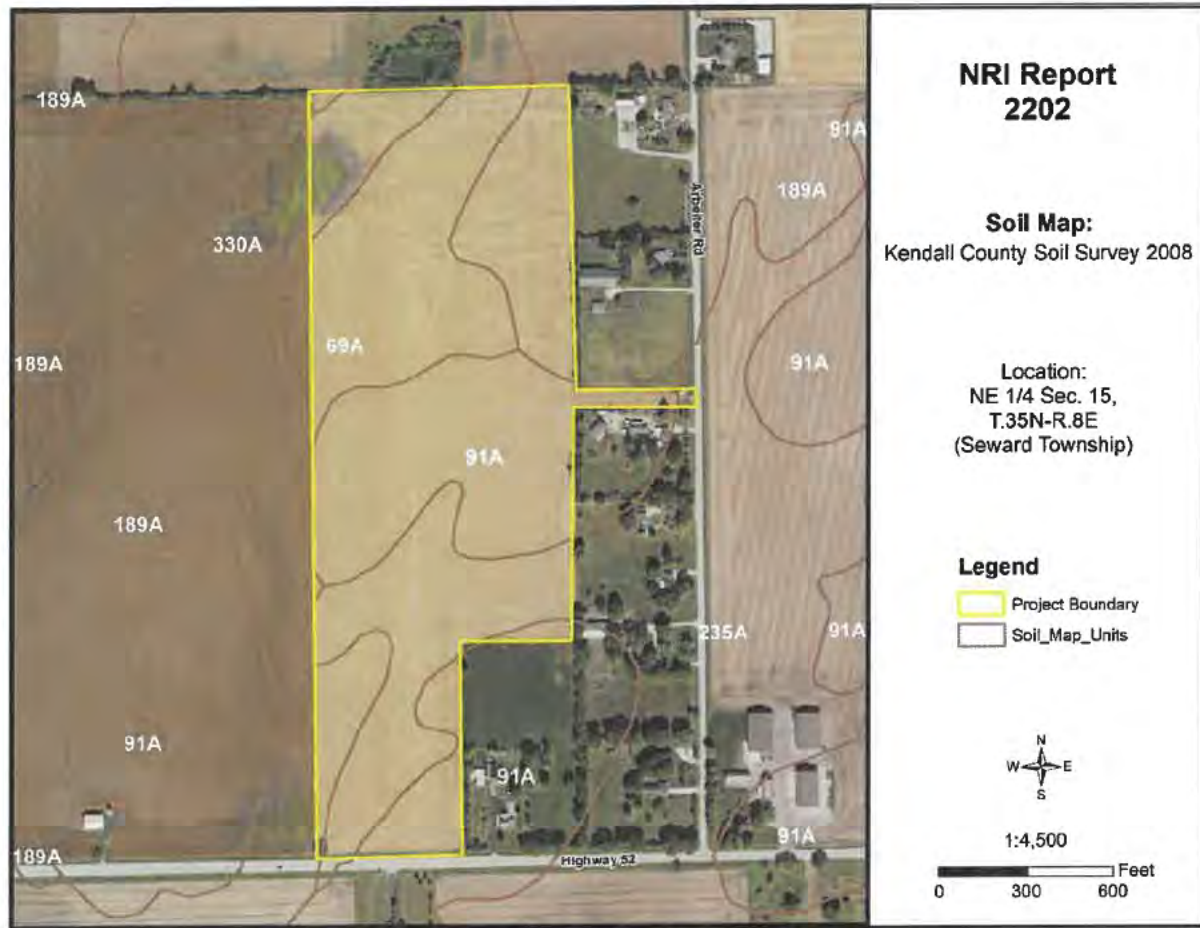 189A
91A
189A
330A
Arbeiter Rd
69A
189A
91A
91A
189A
235A
91A
91A
91A
91A
189A
Highway 52
NRI Report
2202
Soil Map:
Kendall County Soil Survey 2008
Location:
NE 1/4 Sec. 15,
T.35N-R.8E
(Seward Township)
Legend
Project Boundary
Soil_Map_Units
N
W E
S
1:4,500
Feet
0 300 600